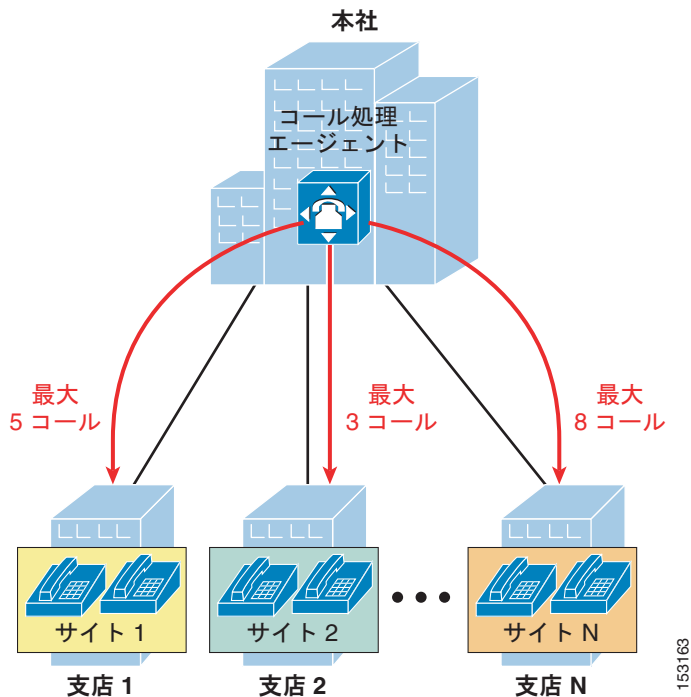 本社
コール処理
エージェント
最大
5 コール
最大
3 コール
最大
8 コール
サイト 1
サイト 2
サイト N
支店 1
支店 2
支店 N
153163